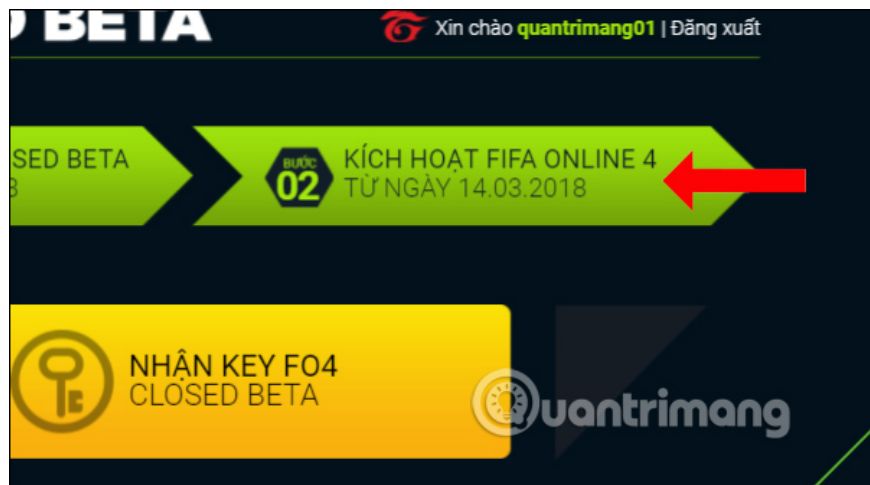 BETA
Xin chào quantrimang01 | Đăng xuất
SED BETA
BƯỚC
02
KÍCH HOẠT FIFA ONLINE 4
TỪ NGÀY 14.03.2018
NHẬN KEY FO4
CLOSED BETA
Quantrimang